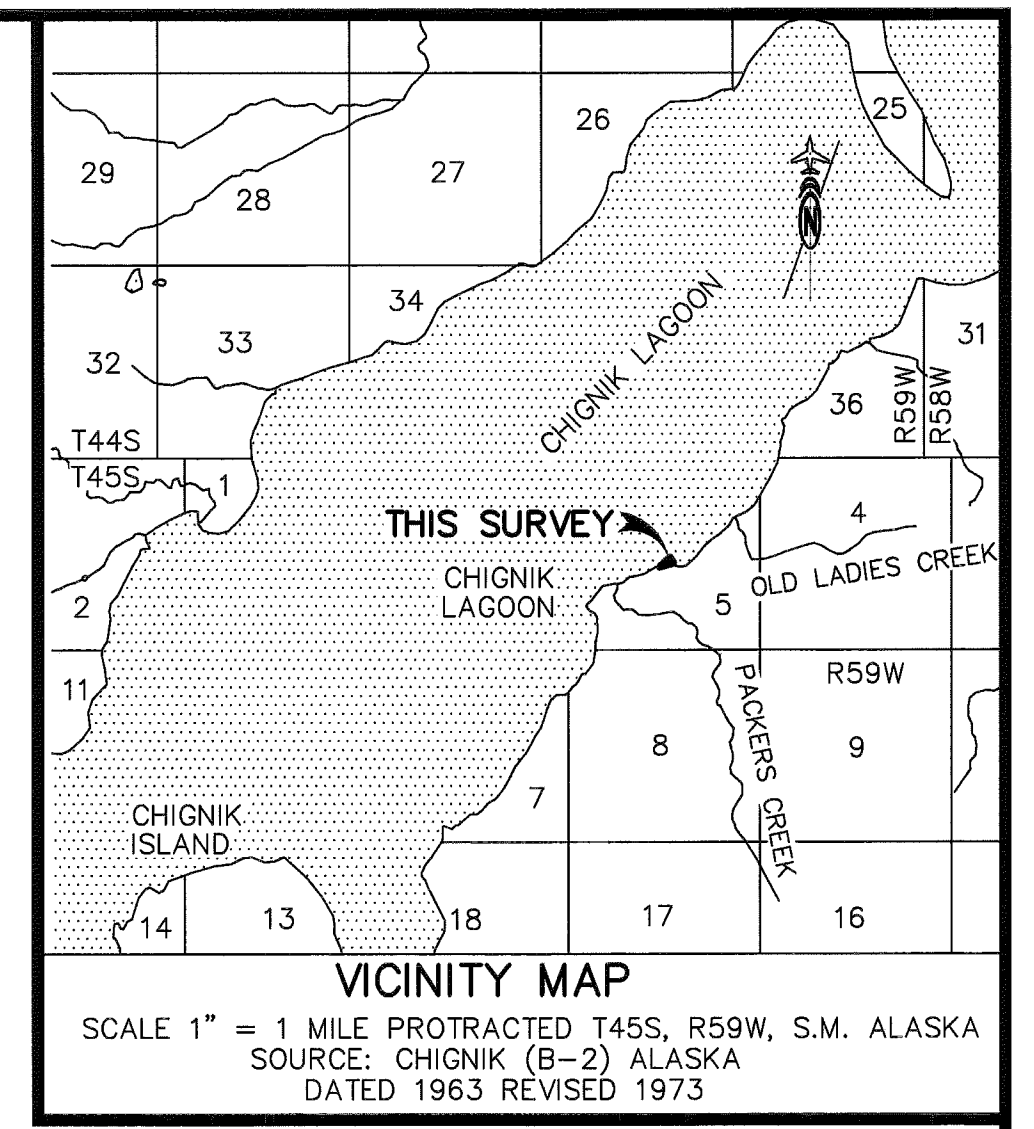 25
26
29
28
27
N
CHIGNIK LAGOON
34
33
32
31
36
R59W
R58W
T44S
T45S
1
4
THIS SURVEY
CHIGNIK
LAGOON
OLD LADIES CREEK
2
5
11
R59W
PACKERS CREEK
8
9
7
CHIGNIK
ISLAND
14
13
18
17
16
VICINITY MAP
SCALE 1" = 1 MILE PROTRACTED T45S, R59W, S.M. ALASKA
SOURCE: CHIGNIK (B-2) ALASKA
DATED 1963 REVISED 1973